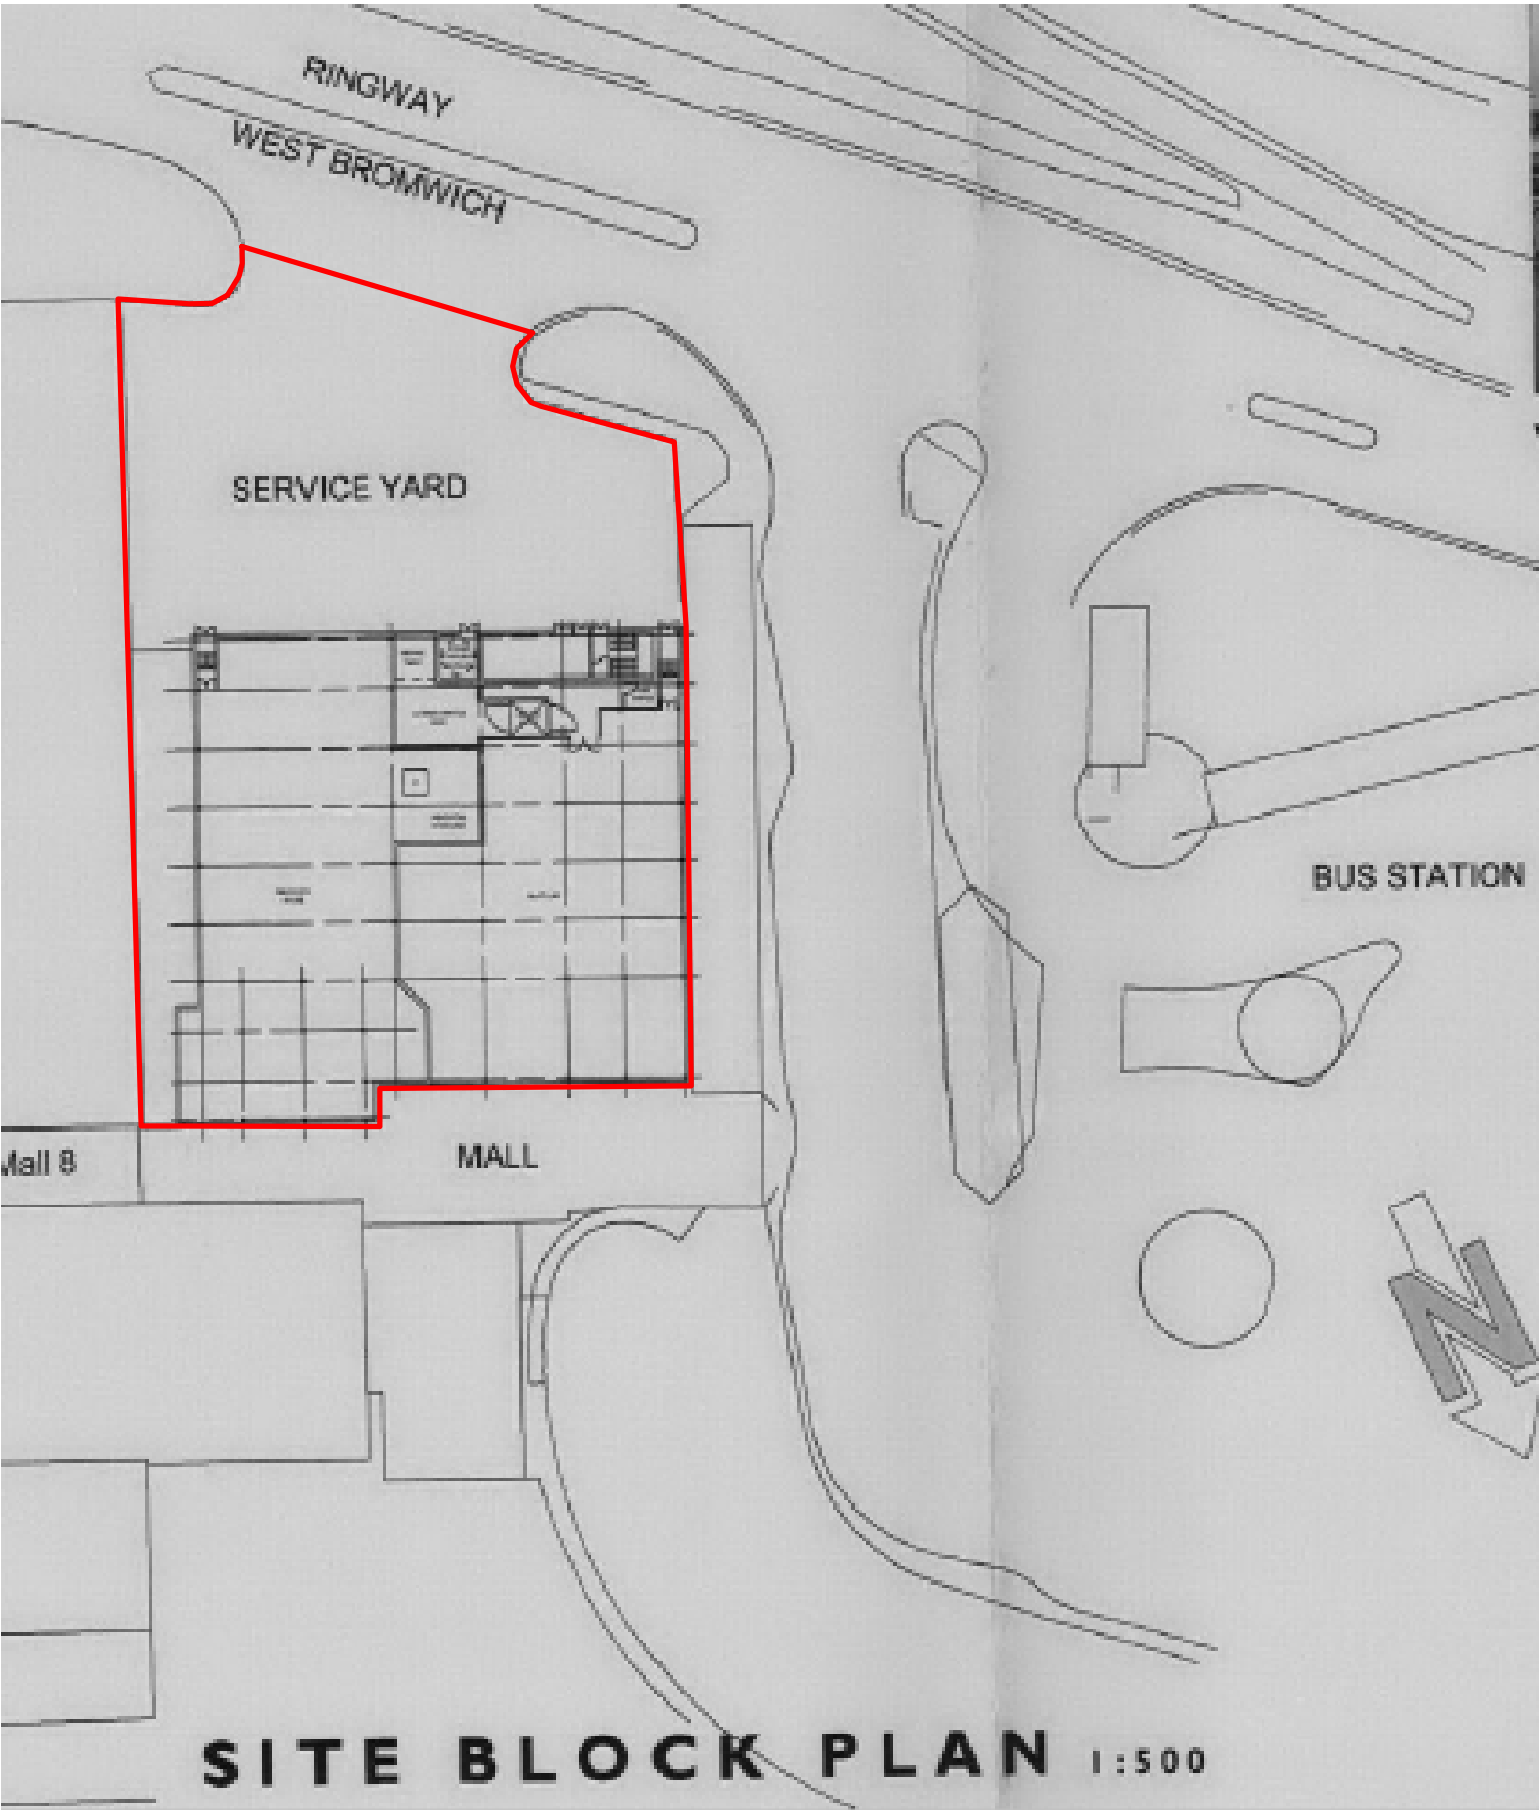 RINGWAY
WEST BROMWICH
SERVICE YARD
BUS STATION
Mall 8
MALL
N
SITE BLOCK PLAN 1:500